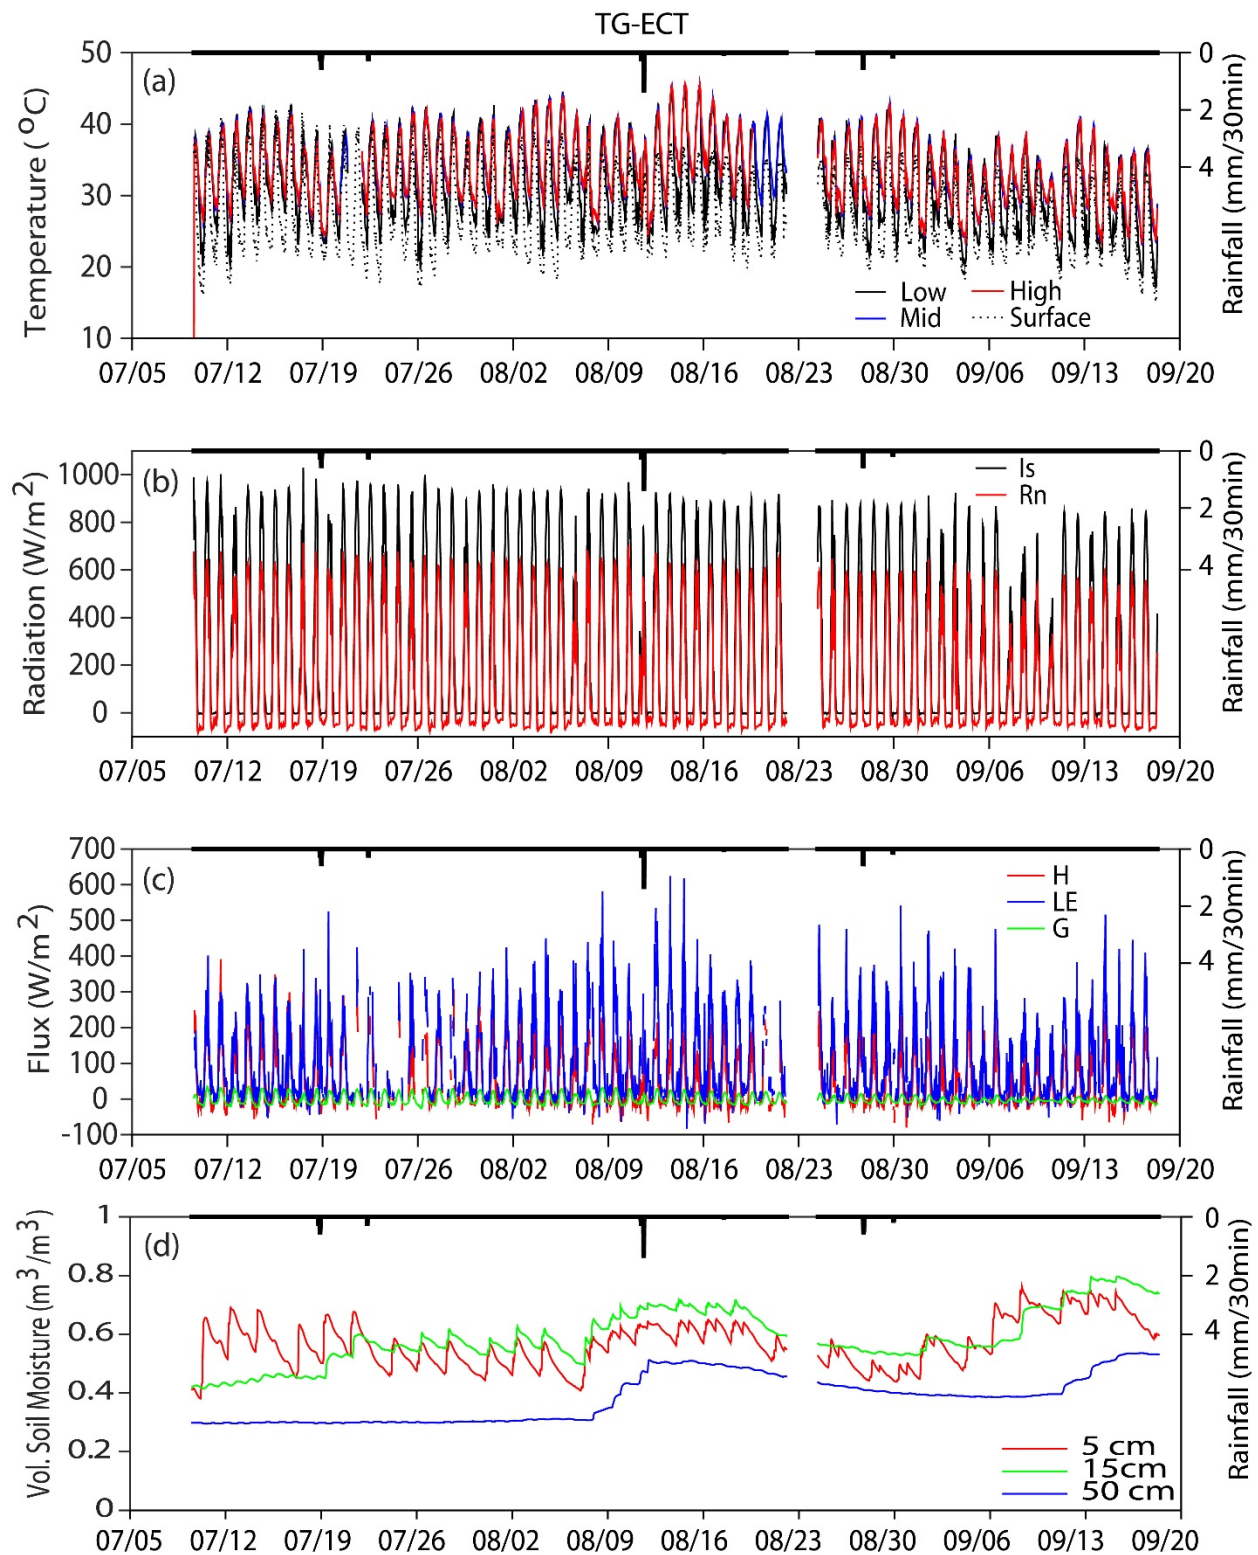 TG-ECT
(a)
Temperature (°C)
50
40
30
20
10
0
2
4
Rainfall (mm/30min)
Low
High
Mid
Surface
07/05 07/12 07/19 07/26 08/02 08/09 08/16 08/23 08/30 09/06 09/13 09/20
(b)
Radiation (W/m²)
1000
800
600
400
200
0
0
2
4
Rainfall (mm/30min)
Is
Rn
07/05 07/12 07/19 07/26 08/02 08/09 08/16 08/23 08/30 09/06 09/13 09/20
(c)
Flux (W/m²)
700
600
500
400
300
200
100
0
-100
0
2
4
Rainfall (mm/30min)
H
LE
G
07/05 07/12 07/19 07/26 08/02 08/09 08/16 08/23 08/30 09/06 09/13 09/20
(d)
Vol. Soil Moisture (m³/m³)
1
0.8
0.6
0.4
0.2
0
0
2
4
Rainfall (mm/30min)
5 cm
15cm
50 cm
07/05 07/12 07/19 07/26 08/02 08/09 08/16 08/23 08/30 09/06 09/13 09/20